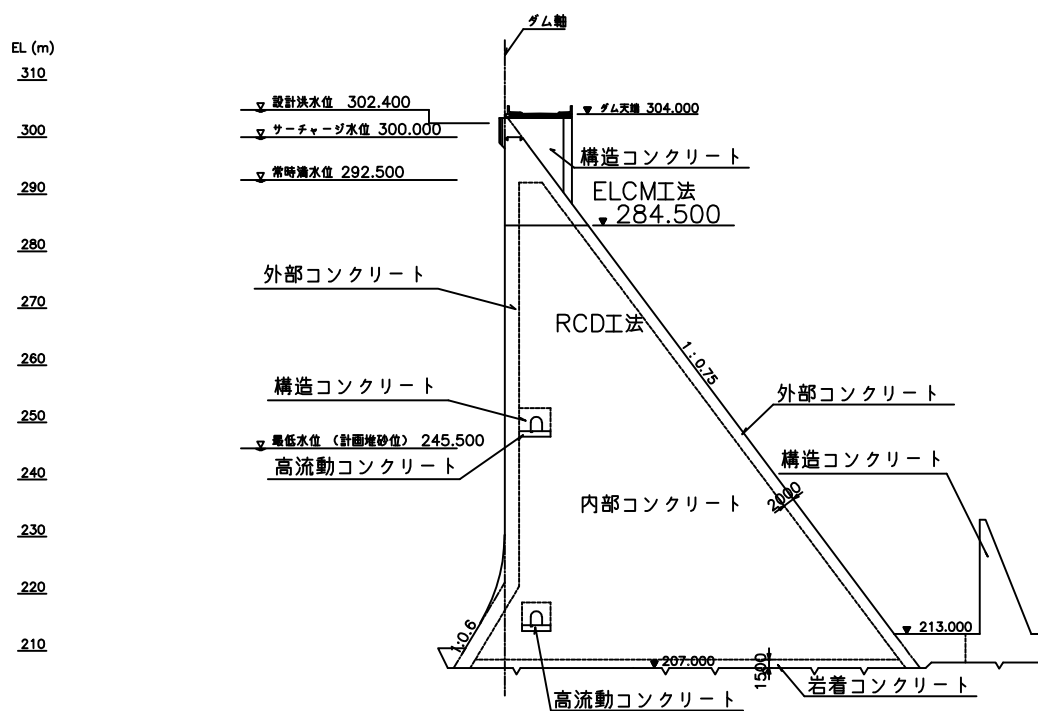 ダム軸
EL (m)
310
設計洪水位 302.400
ダム天端 304.000
300
サーチャージ水位 300.000
構造コンクリート
常時満水位 292.500
290
ELCM工法
284.500
280
外部コンクリート
270
RCD工法
260
1:0.75
構造コンクリート
外部コンクリート
250
最低水位 (計画堆砂位) 245.500
高流動コンクリート
構造コンクリート
240
内部コンクリート
2000
230
220
1:0.6
213.000
210
207.000
1500
岩着コンクリート
高流動コンクリート